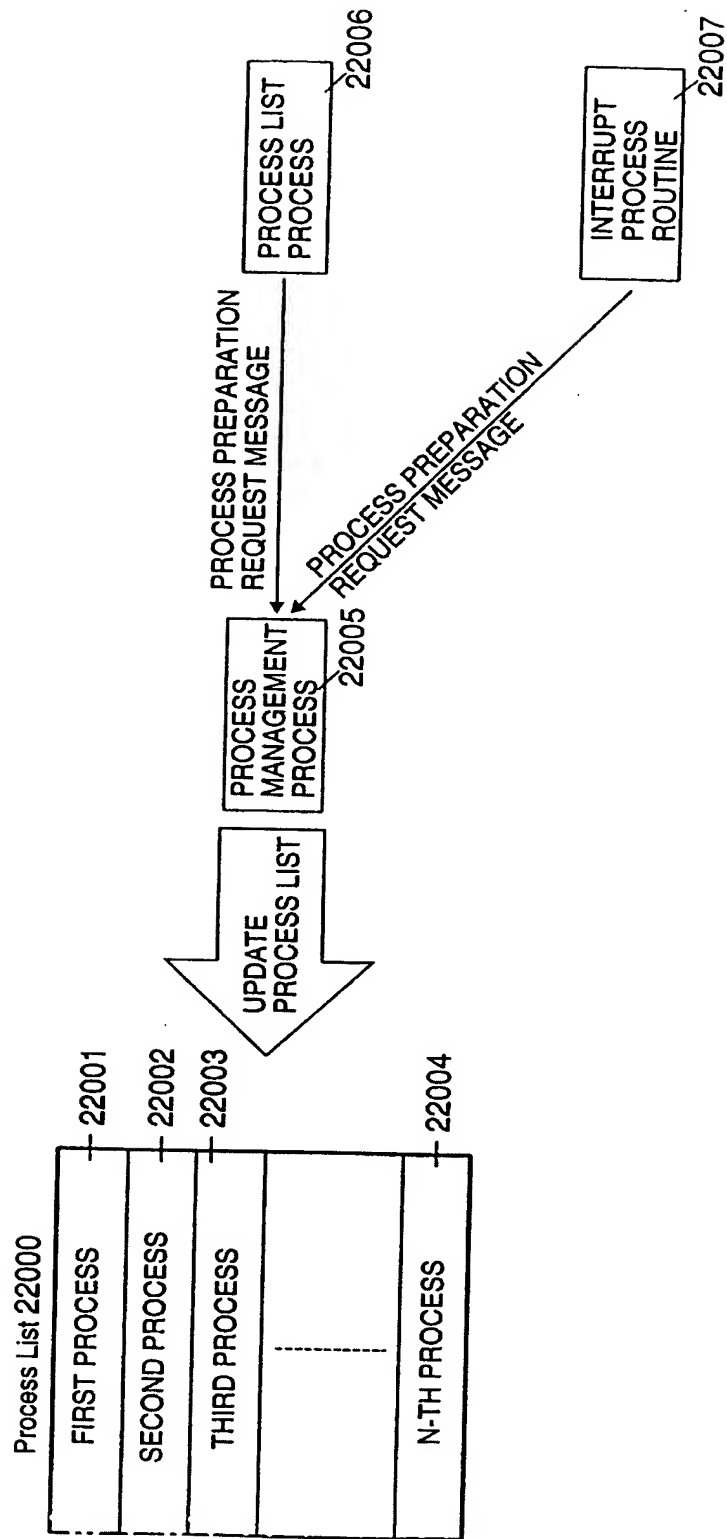 Process List 22000
FIRST PROCESS
22001
SECOND PROCESS
22002
THIRD PROCESS
22003
N-TH PROCESS
22004
UPDATE
PROCESS LIST
PROCESS
MANAGEMENT
PROCESS
22005
PROCESS PREPARATION
REQUEST MESSAGE
PROCESS LIST
PROCESS
22006
PROCESS PREPARATION
REQUEST MESSAGE
INTERRUPT
PROCESS
ROUTINE
22007